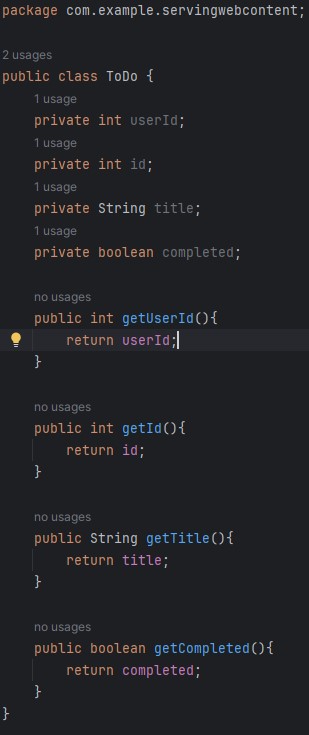 package com.example.servingwebcontent;
2 usages
public class ToDo {
1 usage
private int userId;
1 usage
private int id;
1 usage
private String title;
1 usage
private boolean completed;
no usages
public int getUserId(){
return userId;
}
no usages
public int getId(){
return id;
}
no usages
public String getTitle(){
return title;
}
no usages
public boolean getCompleted(){
return completed;
}
}